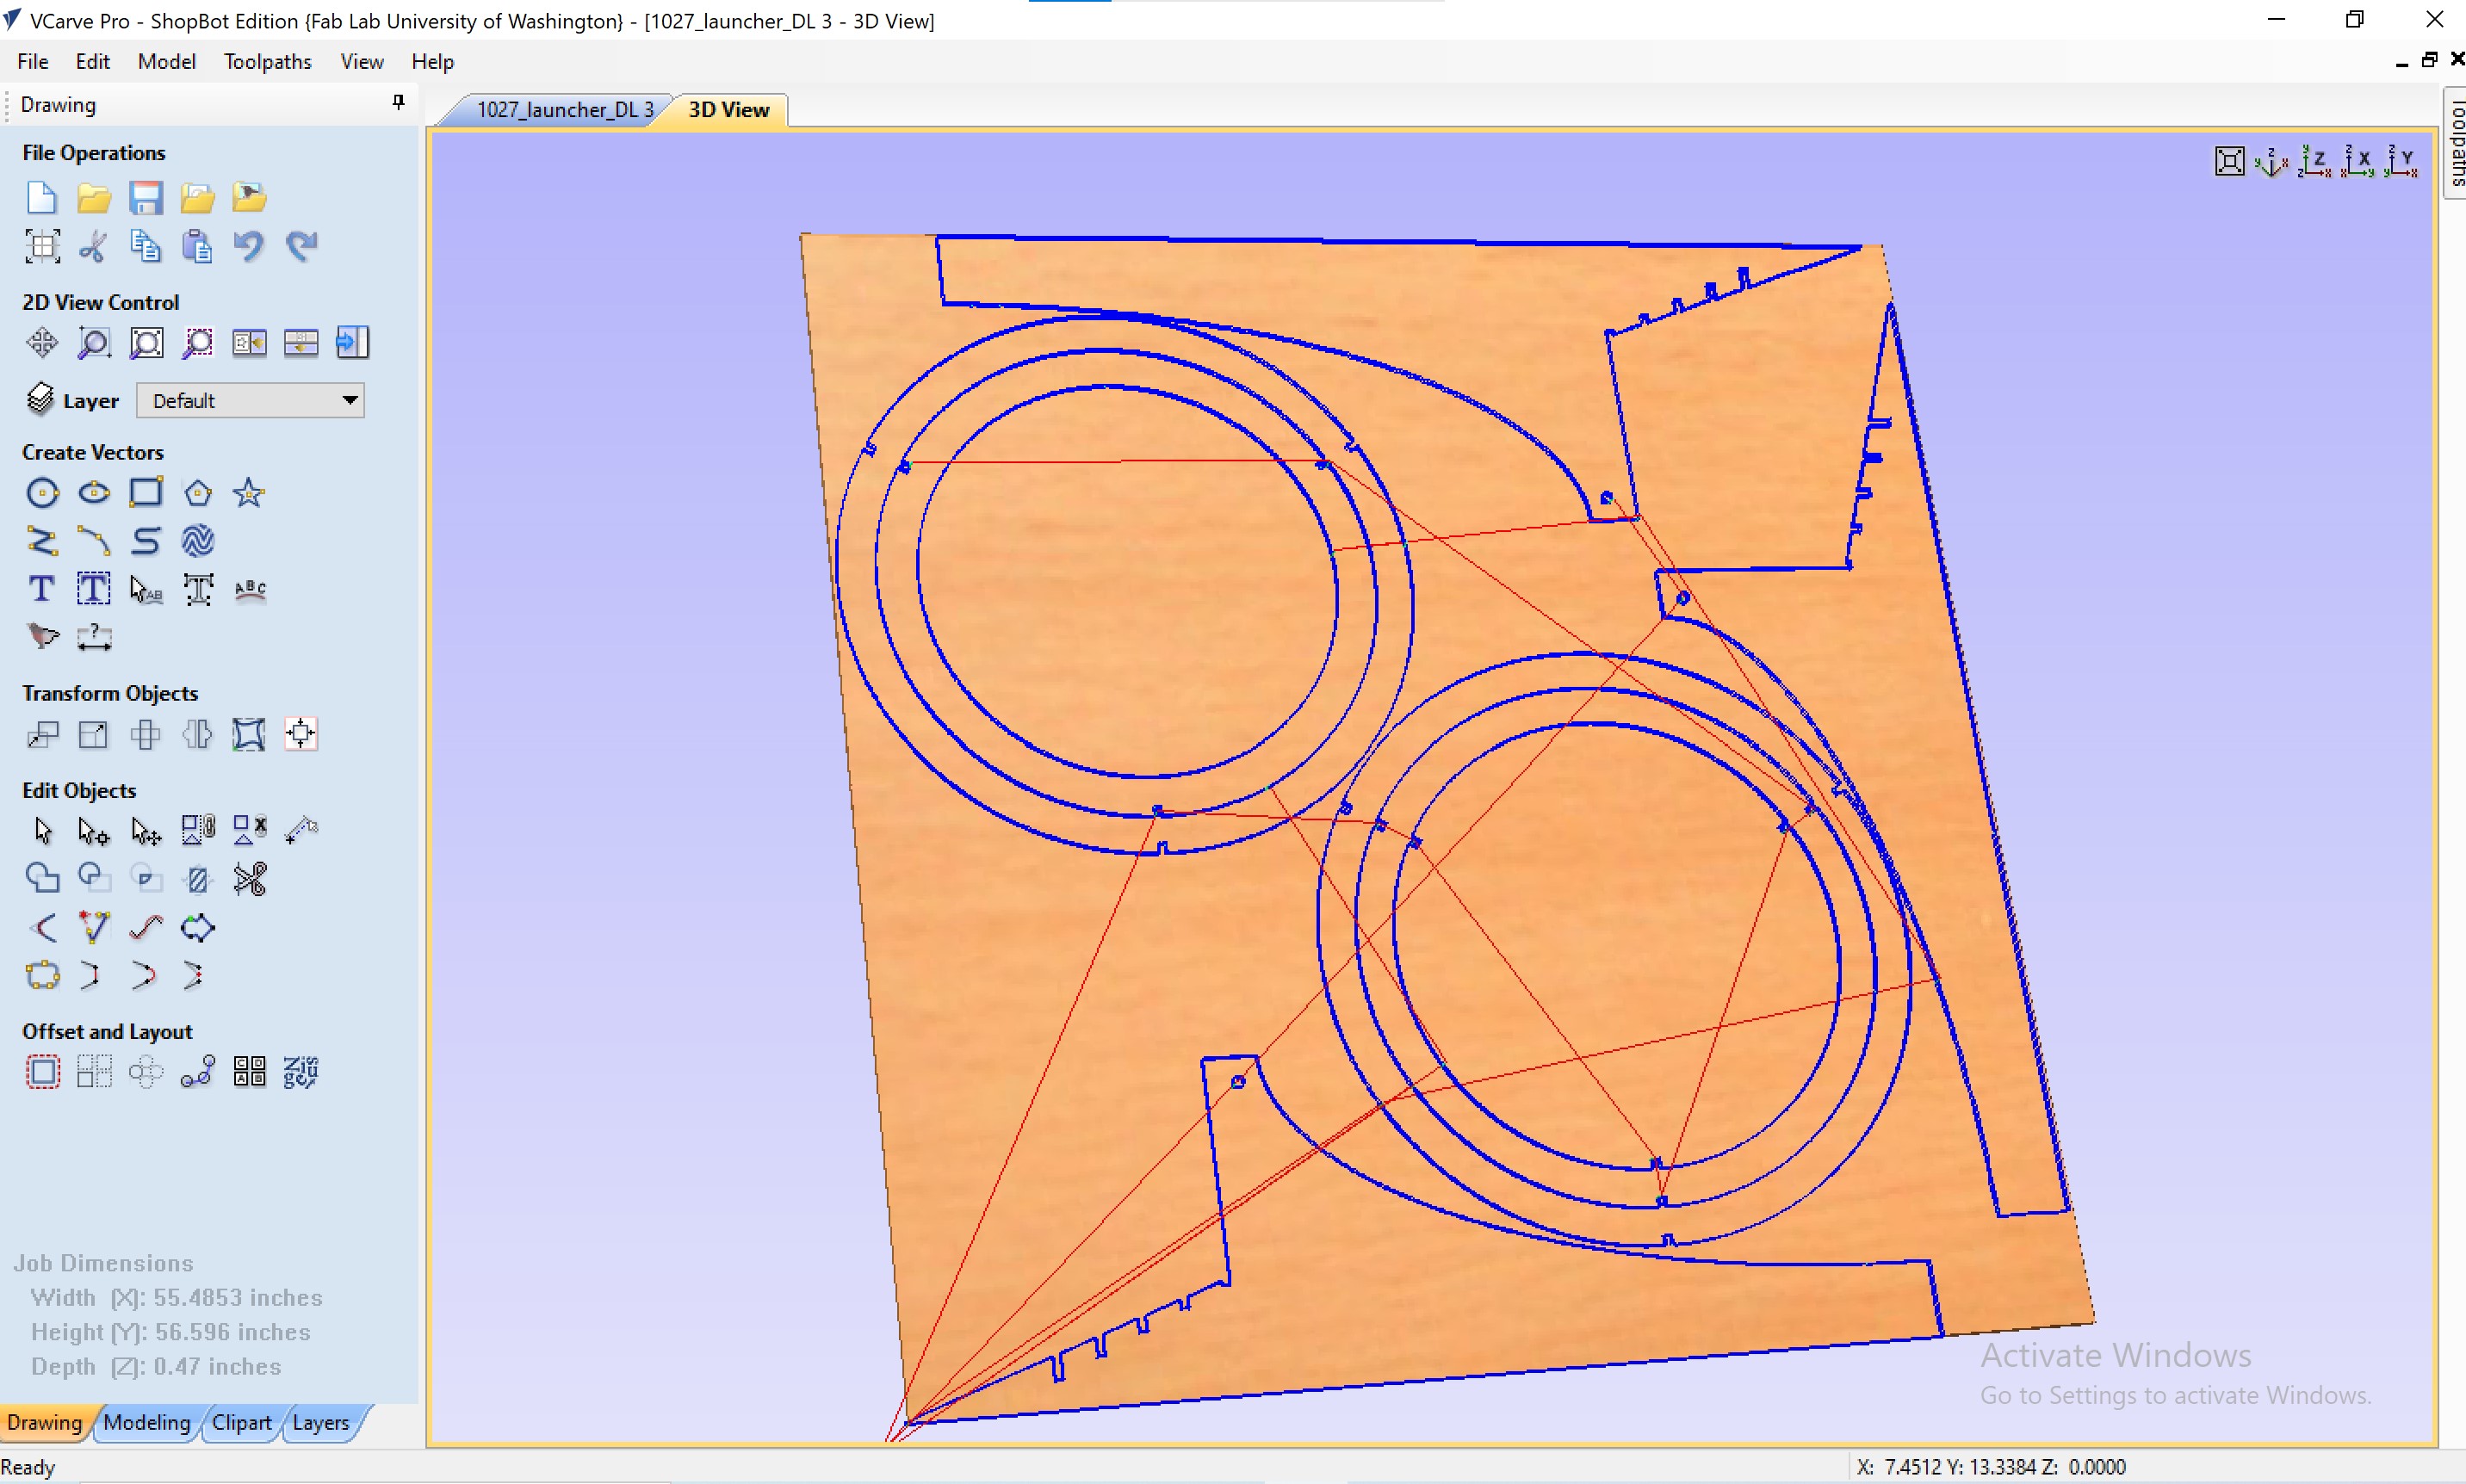 VCarve Pro - ShopBot Edition {Fab Lab University of Washington} - [1027_launcher_DL 3 - 3D View]
File Edit Model Toolpaths View Help
Drawing
1027_launcher_DL 3
3D View
Toolpaths
File Operations
2D View Control
Layer Default
Create Vectors
Transform Objects
Edit Objects
Offset and Layout
Job Dimensions
Width (X): 55.4853 inches
Height (Y): 56.596 inches
Depth (Z): 0.47 inches
Drawing Modeling Clipart Layers
Activate Windows
Go to Settings to activate Windows.
Ready
X: 7.4512 Y: 13.3384 Z: 0.0000